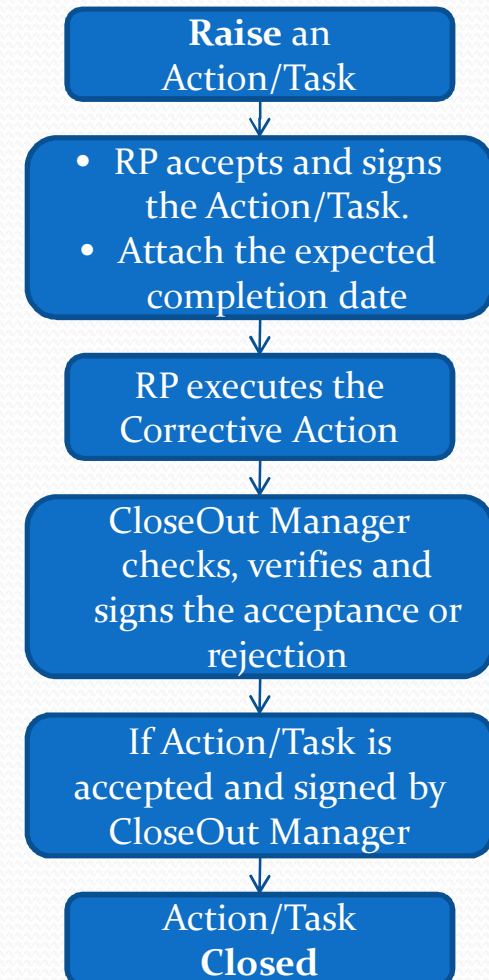 Raise an
Action/Task
• RP accepts and signs
the Action/Task.
• Attach the expected
completion date
RP executes the
Corrective Action
CloseOut Manager
checks, verifies and
signs the acceptance or
rejection
If Action/Task is
accepted and signed by
CloseOut Manager
Action/Task
Closed